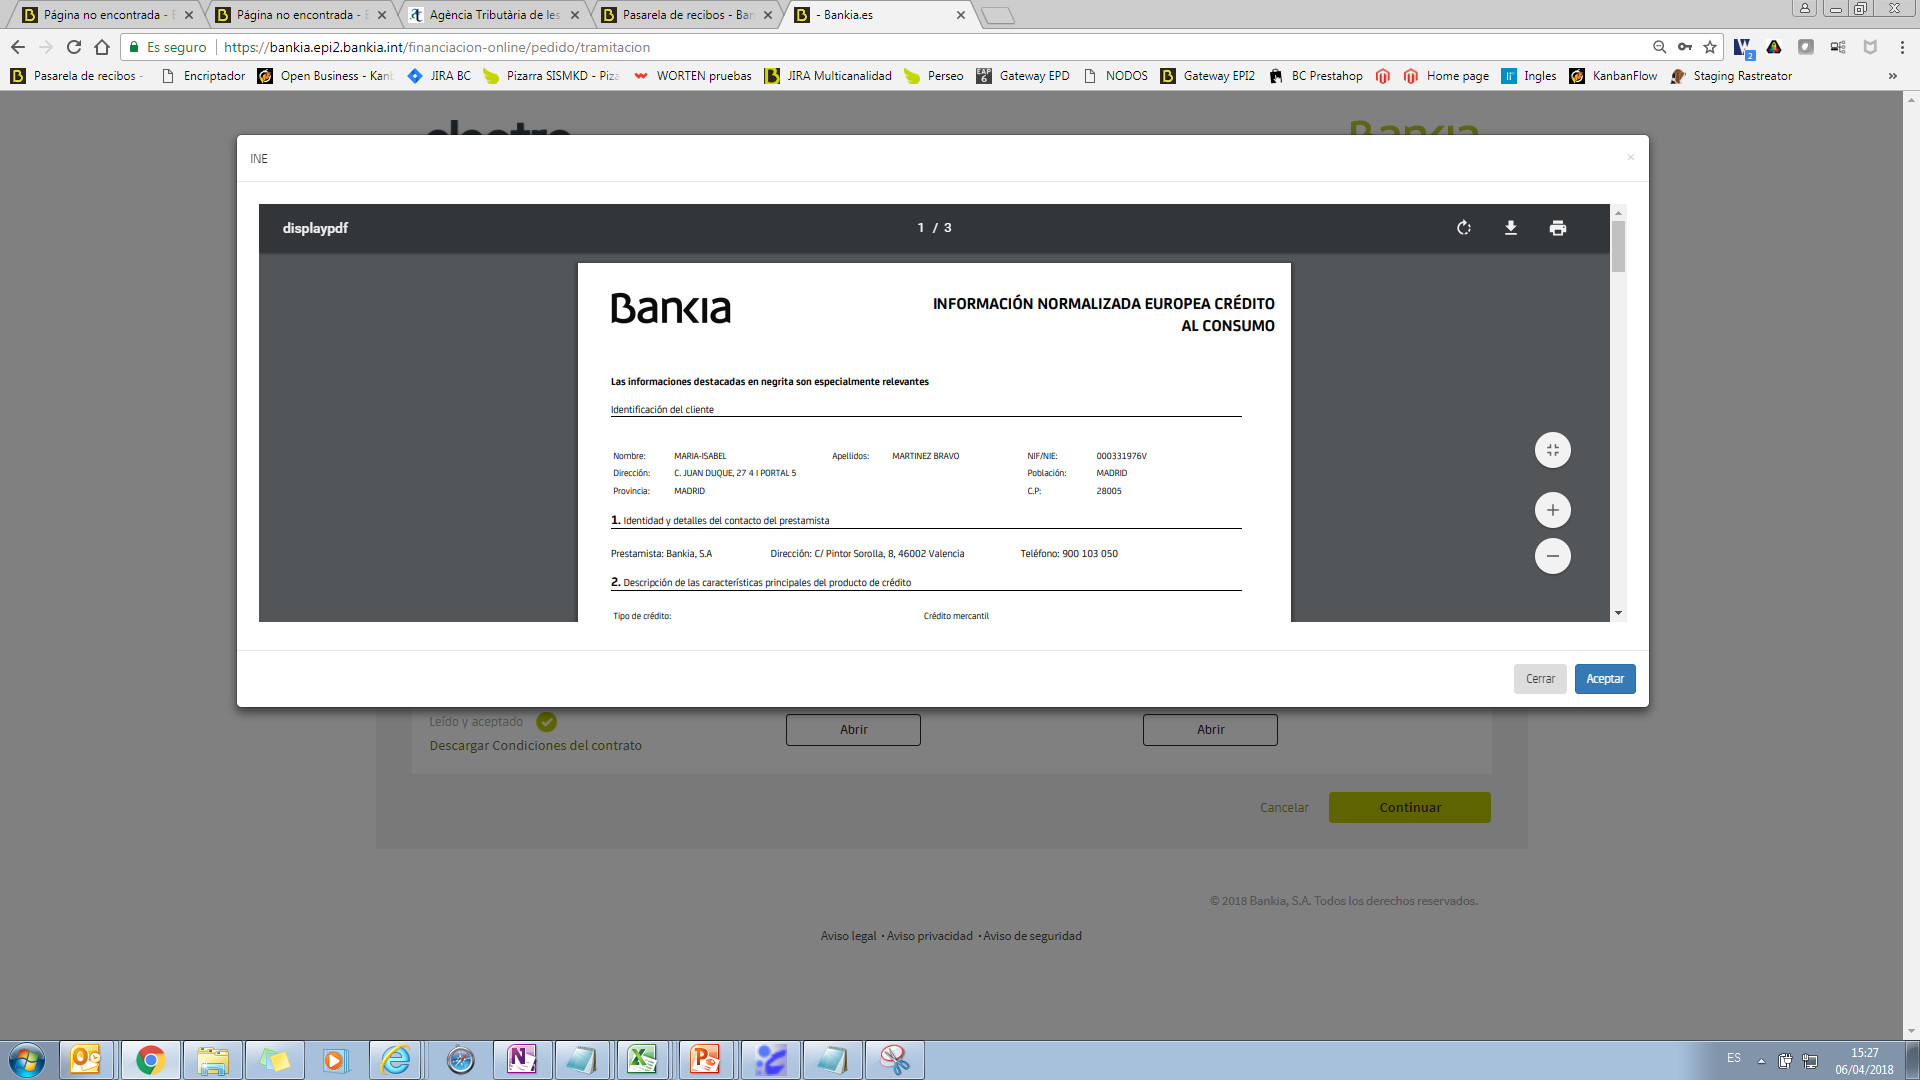 Página no encontrada - B
Página no encontrada - B
Agència Tributària de les
Pasarela de recibos - Ban
- Bankia.es
Es seguro
https://bankia.epi2.bankia.int/financiacion-online/pedido/tramitacion
2
Pasarela de recibos -
Encriptador
Open Business - Kanb
JIRA BC
Pizarra SISMKD - Piza
WORTEN pruebas
JIRA Multicanalidad
Perseo
Gateway EPD
NODOS
Gateway EPI2
BC Prestahop
Home page
Ingles
KanbanFlow
Staging Rastreator
»
electro
Bankia
INE
×
displaypdf
1 / 3
Bankia
INFORMACIÓN NORMALIZADA EUROPEA CRÉDITO
AL CONSUMO
Las informaciones destacadas en negrita son especialmente relevantes
Identificación del cliente
Nombre: MARIA-ISABEL Apellidos: MARTINEZ BRAVO NIF/NIE: 000331976V
Dirección: C. JUAN DUQUE, 27 4 I PORTAL 5 Población: MADRID
Provincia: MADRID C.P: 28005
1. Identidad y detalles del contacto del prestamista
Prestamista: Bankia, S.A Dirección: C/ Pintor Sorolla, 8, 46002 Valencia Teléfono: 900 103 050
2. Descripción de las características principales del producto de crédito
Tipo de crédito: Crédito mercantil
Cerrar
Aceptar
Leído y aceptado
Descargar Condiciones del contrato
Abrir
Abrir
Cancelar
Continuar
© 2018 Bankia, S.A. Todos los derechos reservados.
Aviso legal · Aviso privacidad · Aviso de seguridad
ES
15:27
06/04/2018